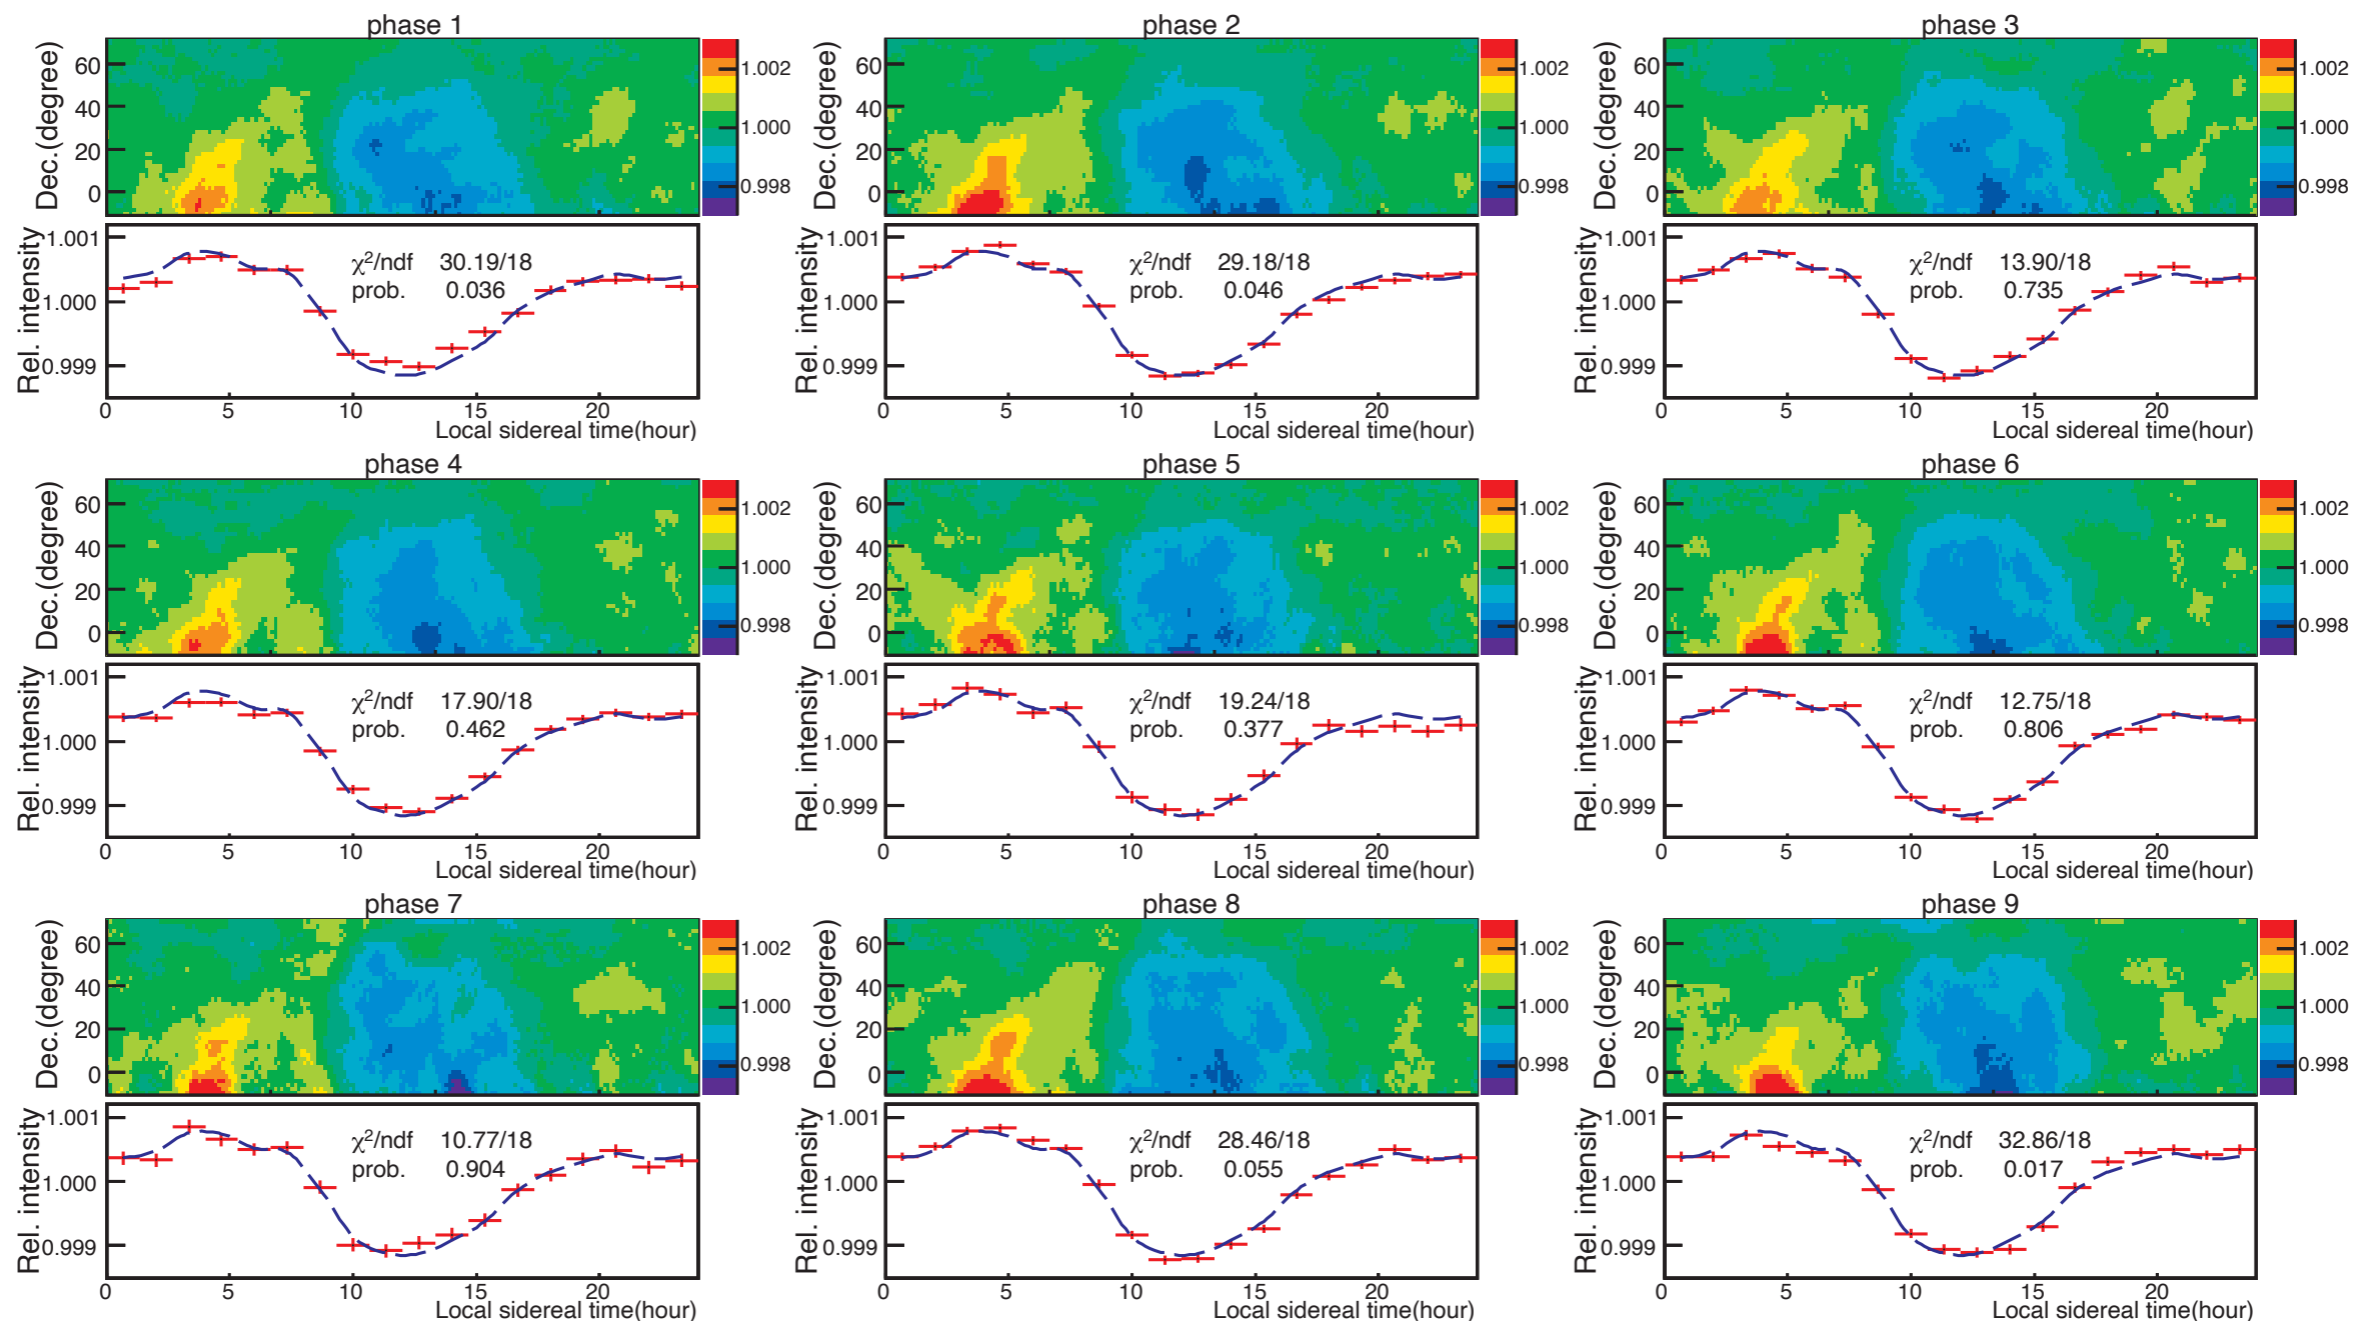 phase 1
Dec.(degree)
60
40
20
0
1.002
1.000
0.998
Rel. intensity
1.001
1.000
0.999
χ²/ndf 30.19/18
prob. 0.036
0 5 10 15 20
Local sidereal time(hour)
phase 2
Dec.(degree)
60
40
20
0
1.002
1.000
0.998
Rel. intensity
1.001
1.000
0.999
χ²/ndf 29.18/18
prob. 0.046
0 5 10 15 20
Local sidereal time(hour)
phase 3
Dec.(degree)
60
40
20
0
1.002
1.000
0.998
Rel. intensity
1.001
1.000
0.999
χ²/ndf 13.90/18
prob. 0.735
0 5 10 15 20
Local sidereal time(hour)
phase 4
Dec.(degree)
60
40
20
0
1.002
1.000
0.998
Rel. intensity
1.001
1.000
0.999
χ²/ndf 17.90/18
prob. 0.462
0 5 10 15 20
Local sidereal time(hour)
phase 5
Dec.(degree)
60
40
20
0
1.002
1.000
0.998
Rel. intensity
1.001
1.000
0.999
χ²/ndf 19.24/18
prob. 0.377
0 5 10 15 20
Local sidereal time(hour)
phase 6
Dec.(degree)
60
40
20
0
1.002
1.000
0.998
Rel. intensity
1.001
1.000
0.999
χ²/ndf 12.75/18
prob. 0.806
0 5 10 15 20
Local sidereal time(hour)
phase 7
Dec.(degree)
60
40
20
0
1.002
1.000
0.998
Rel. intensity
1.001
1.000
0.999
χ²/ndf 10.77/18
prob. 0.904
0 5 10 15 20
Local sidereal time(hour)
phase 8
Dec.(degree)
60
40
20
0
1.002
1.000
0.998
Rel. intensity
1.001
1.000
0.999
χ²/ndf 28.46/18
prob. 0.055
0 5 10 15 20
Local sidereal time(hour)
phase 9
Dec.(degree)
60
40
20
0
1.002
1.000
0.998
Rel. intensity
1.001
1.000
0.999
χ²/ndf 32.86/18
prob. 0.017
0 5 10 15 20
Local sidereal time(hour)